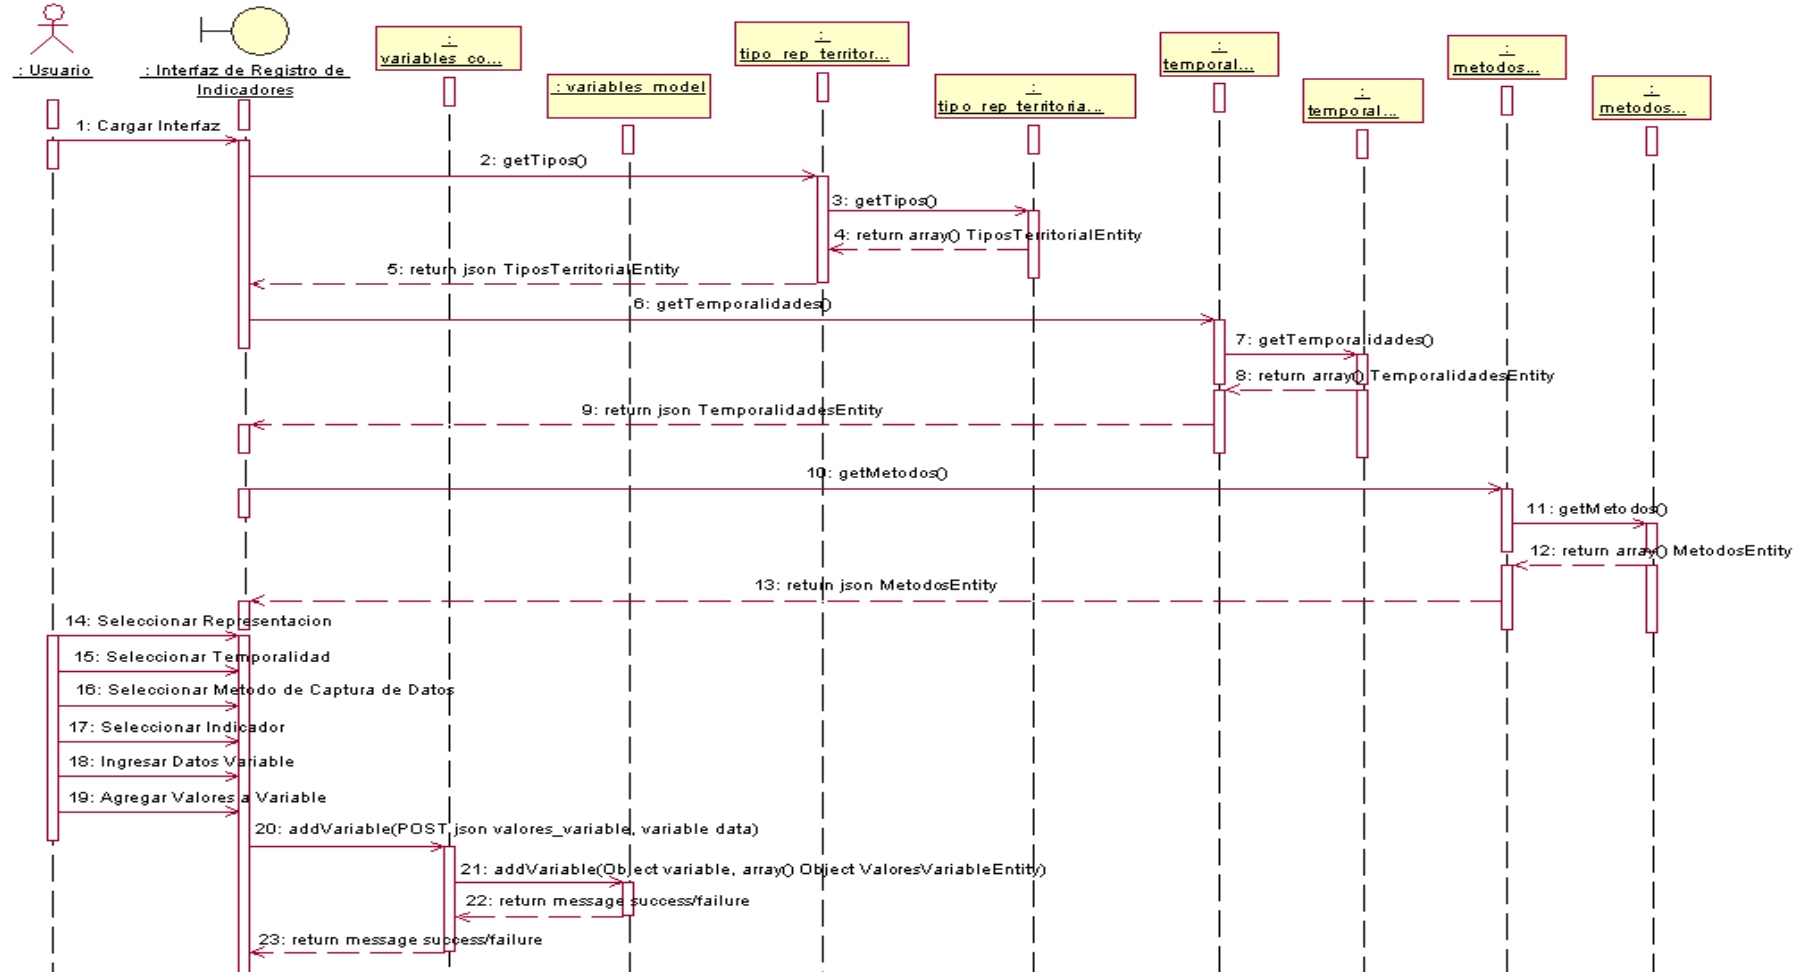 : Usuario
: Interfaz de Registro de
Indicadores
:
variables_co...
: variables_model
:
tipo_rep_territor...
:
tipo_rep_territoria...
:
temporal...
:
temporal...
:
metodos...
:
metodos...
1: Cargar Interfaz
2: getTipos()
3: getTipos()
4: return array() TiposTerritorialEntity
5: return json TiposTerritorialEntity
6: getTemporalidades()
7: getTemporalidades()
8: return array() TemporalidadesEntity
9: return json TemporalidadesEntity
10: getMetodos()
11: getMetodos()
12: return array() MetodosEntity
13: return json MetodosEntity
14: Seleccionar Representacion
15: Seleccionar Temporalidad
16: Seleccionar Metodo de Captura de Datos
17: Seleccionar Indicador
18: Ingresar Datos Variable
19: Agregar Valores a Variable
20: addVariable(POST json valores_variable, variable data)
21: addVariable(Object variable, array() Object ValoresVariableEntity)
22: return message success/failure
23: return message success/failure